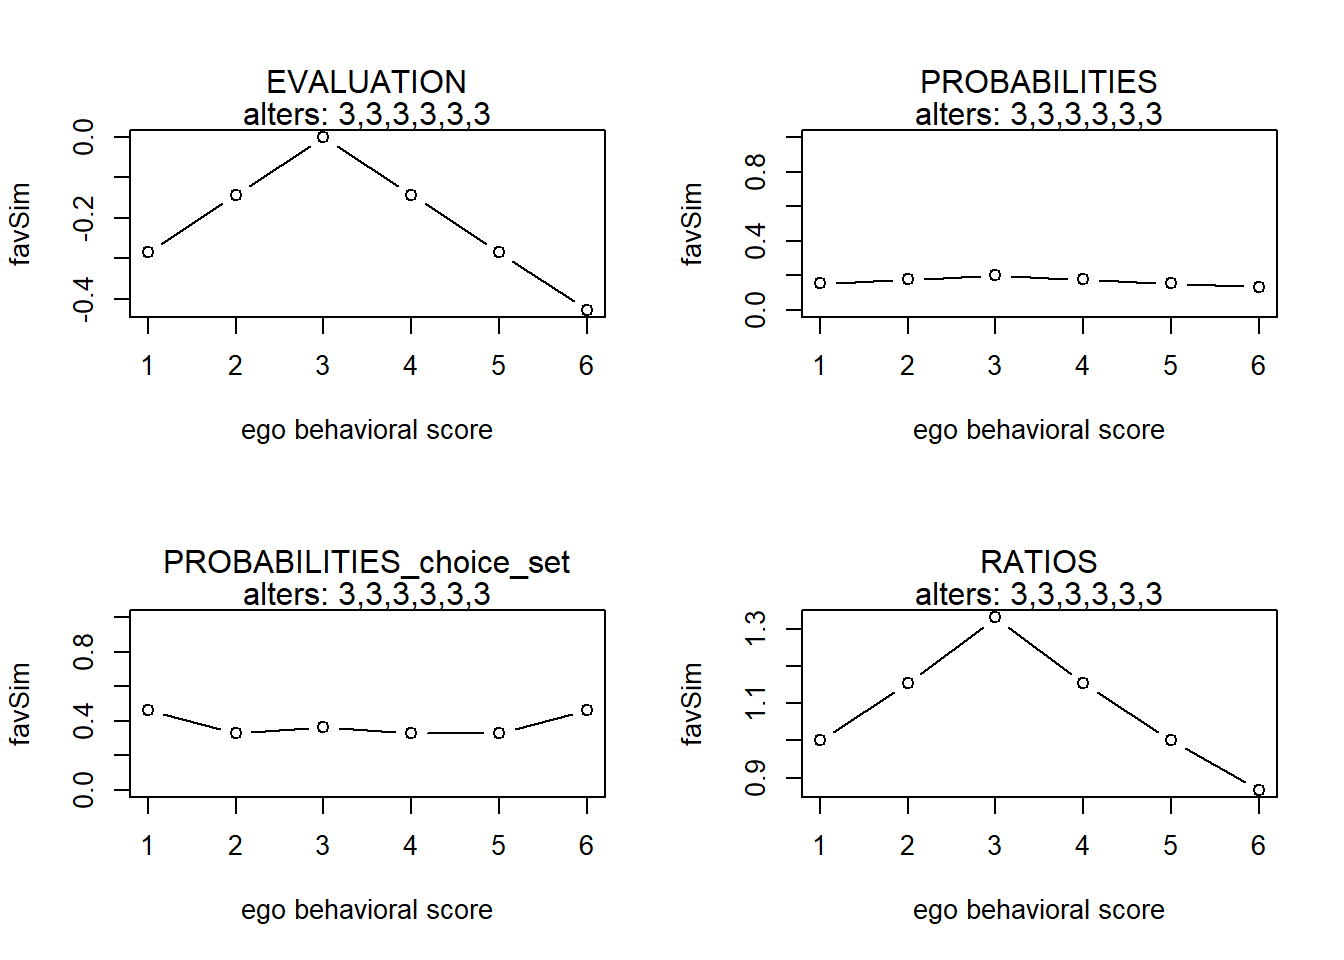 EVALUATION
alters: 3,3,3,3,3,3
favSim
0.0
-0.2
-0.4
1 2 3 4 5 6
ego behavioral score
PROBABILITIES
alters: 3,3,3,3,3,3
favSim
0.8
0.4
0.0
1 2 3 4 5 6
ego behavioral score
PROBABILITIES_choice_set
alters: 3,3,3,3,3,3
favSim
0.8
0.4
0.0
1 2 3 4 5 6
ego behavioral score
RATIOS
alters: 3,3,3,3,3,3
favSim
1.3
1.1
0.9
1 2 3 4 5 6
ego behavioral score